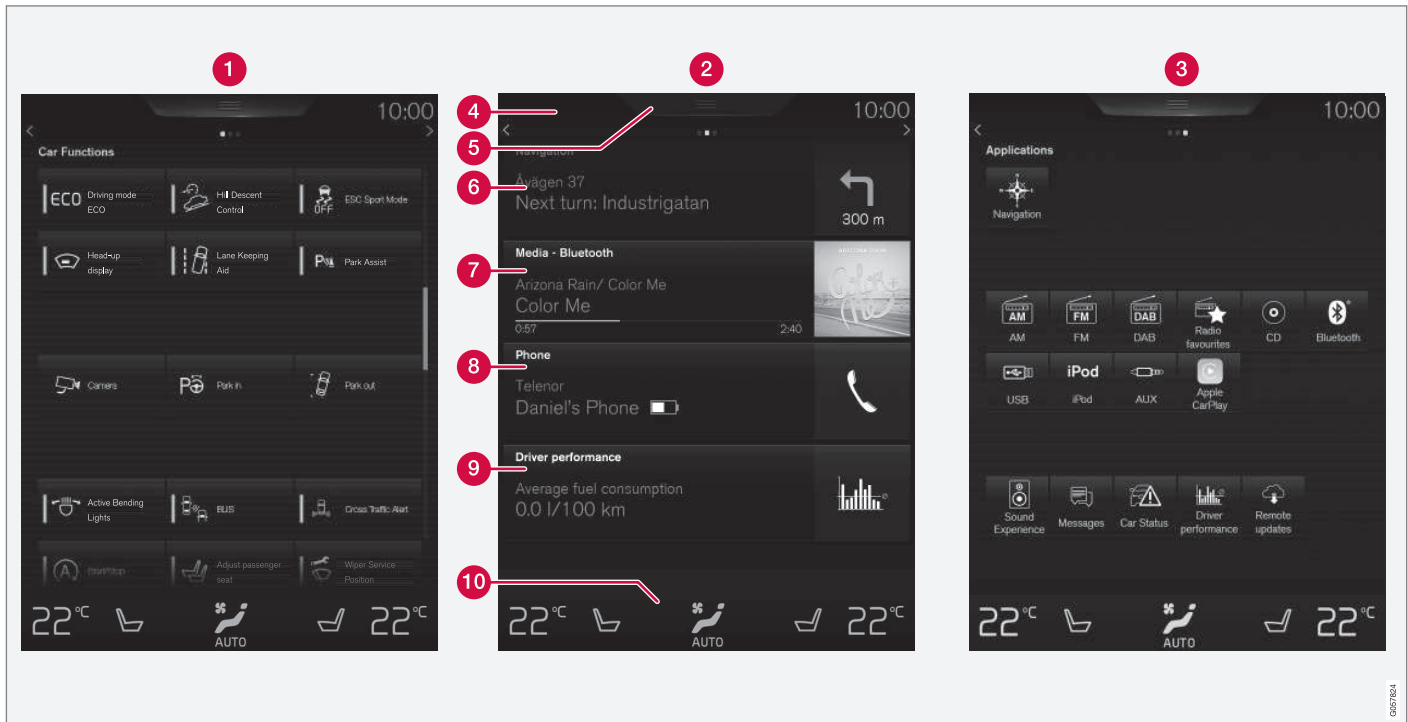 1
2
3
10:00
Car Functions
ECO Driving mode
ECO
Hill Descent
Control
OFF ESC Sport Mode
Head-up
display
Lane Keeping
Aid
P Park Assist
Camera
P Park in
Park out
Active Bending
Lights
BLIS
Cross Traffic Alert
A Start/Stop
Adjust passenger
seat
Wiper Service
Position
22°C
AUTO
22°C
4
10:00
5
Navigation
6
Åvägen 37
Next turn: Industrigatan
300 m
7
Media - Bluetooth
Arizona Rain/ Color Me
Color Me
0:57
2:40
ARIZONA RAIN
Color
Me
8
Phone
Telenor
Daniel's Phone
9
Driver performance
Average fuel consumption
0.0 l/100 km
10
22°C
AUTO
22°C
10:00
Applications
Navigation
AM
AM
FM
FM
DAB
DAB
Radio
favourites
CD
Bluetooth
USB
iPod
iPod
AUX
Apple
CarPlay
Sound
Experience
Messages
Car Status
Driver
performance
Remote
updates
22°C
AUTO
22°C
G057824